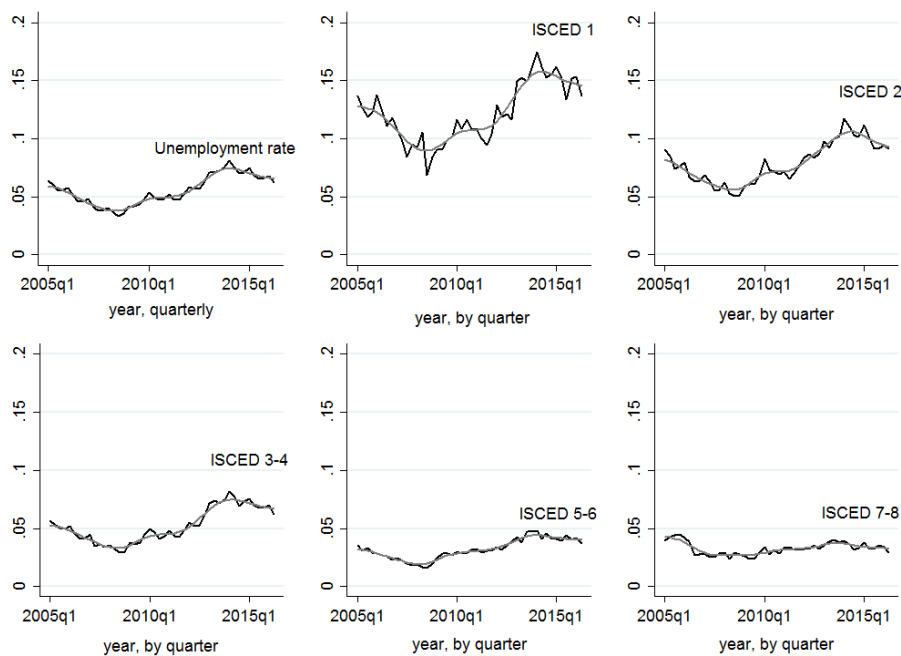 .2
ISCED 1
.2
.2
.15
.15
.15
ISCED 2
Unemployment rate
.1
.1
.1
.05
.05
.05
0
0
0
2005q1 2010q1 2015q1
2005q1 2010q1 2015q1
2005q1 2010q1 2015q1
year, quarterly
year, by quarter
year, by quarter
.2
.2
.2
.15
.15
.15
ISCED 3-4
.1
.1
.1
ISCED 5-6
ISCED 7-8
.05
.05
.05
0
0
0
2005q1 2010q1 2015q1
2005q1 2010q1 2015q1
2005q1 2010q1 2015q1
year, by quarter
year, by quarter
year, by quarter